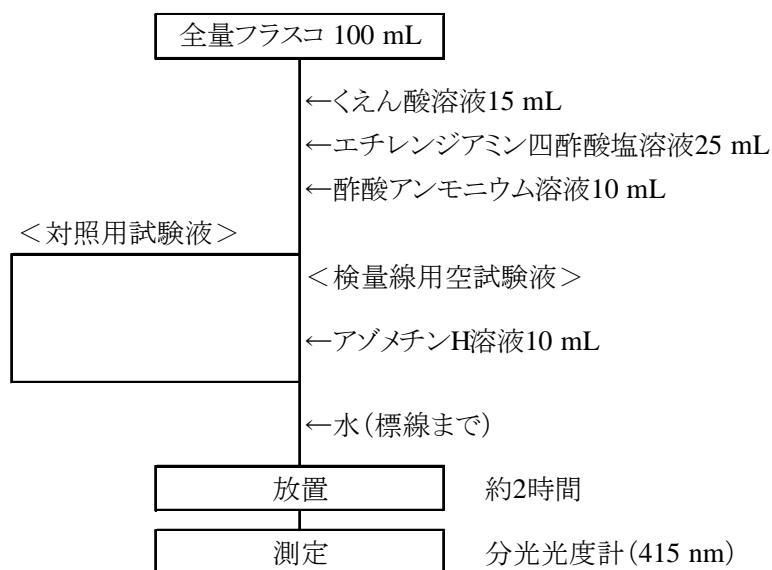 全量フラスコ 100 mL
←くえん酸溶液15 mL
←エチレンジアミン四酢酸塩溶液25 mL
←酢酸アンモニウム溶液10 mL
＜対照用試験液＞
＜検量線用空試験液＞
←アゾメチンH溶液10 mL
←水（標線まで）
放置 約2時間
測定 分光光度計（415 nm）